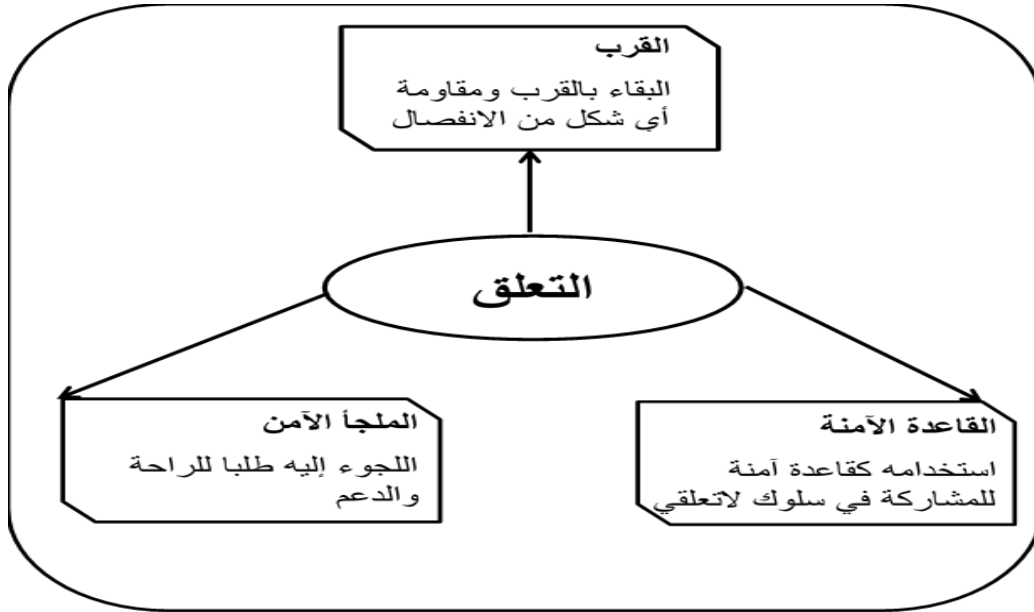 القرب
البقاء بالقرب ومقاومة
أي شكل من الانفصال
التعلق
القاعدة الآمنة
استخدامه كقاعدة آمنة
للمشاركة في سلوك لاتعلقي
الملجأ الآمن
اللجوء إليه طلبا للراحة
والدعم